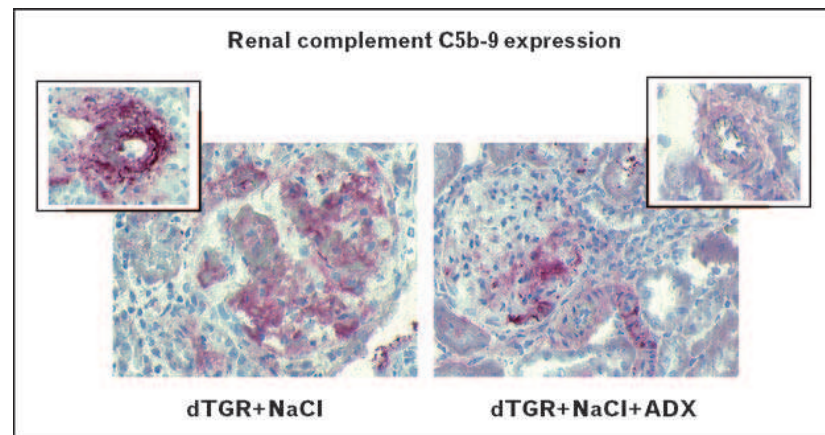 Renal complement C5b-9 expression
dTGR+NaCl
dTGR+NaCl+ADX